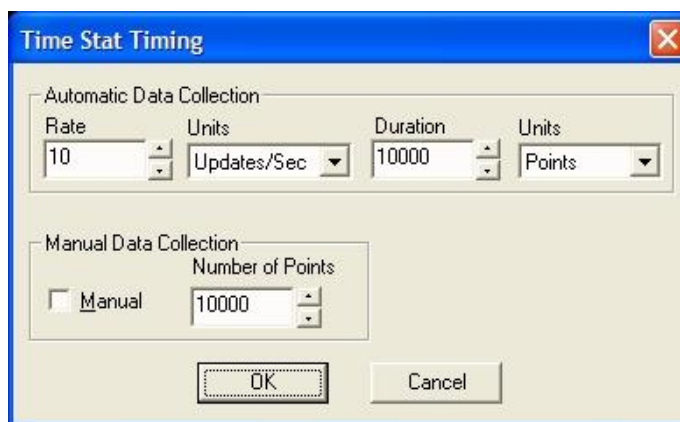 Time Stat Timing
Automatic Data Collection
Rate Units Duration Units
10 Updates/Sec 10000 Points
Manual Data Collection
Number of Points
Manual 10000
OK Cancel